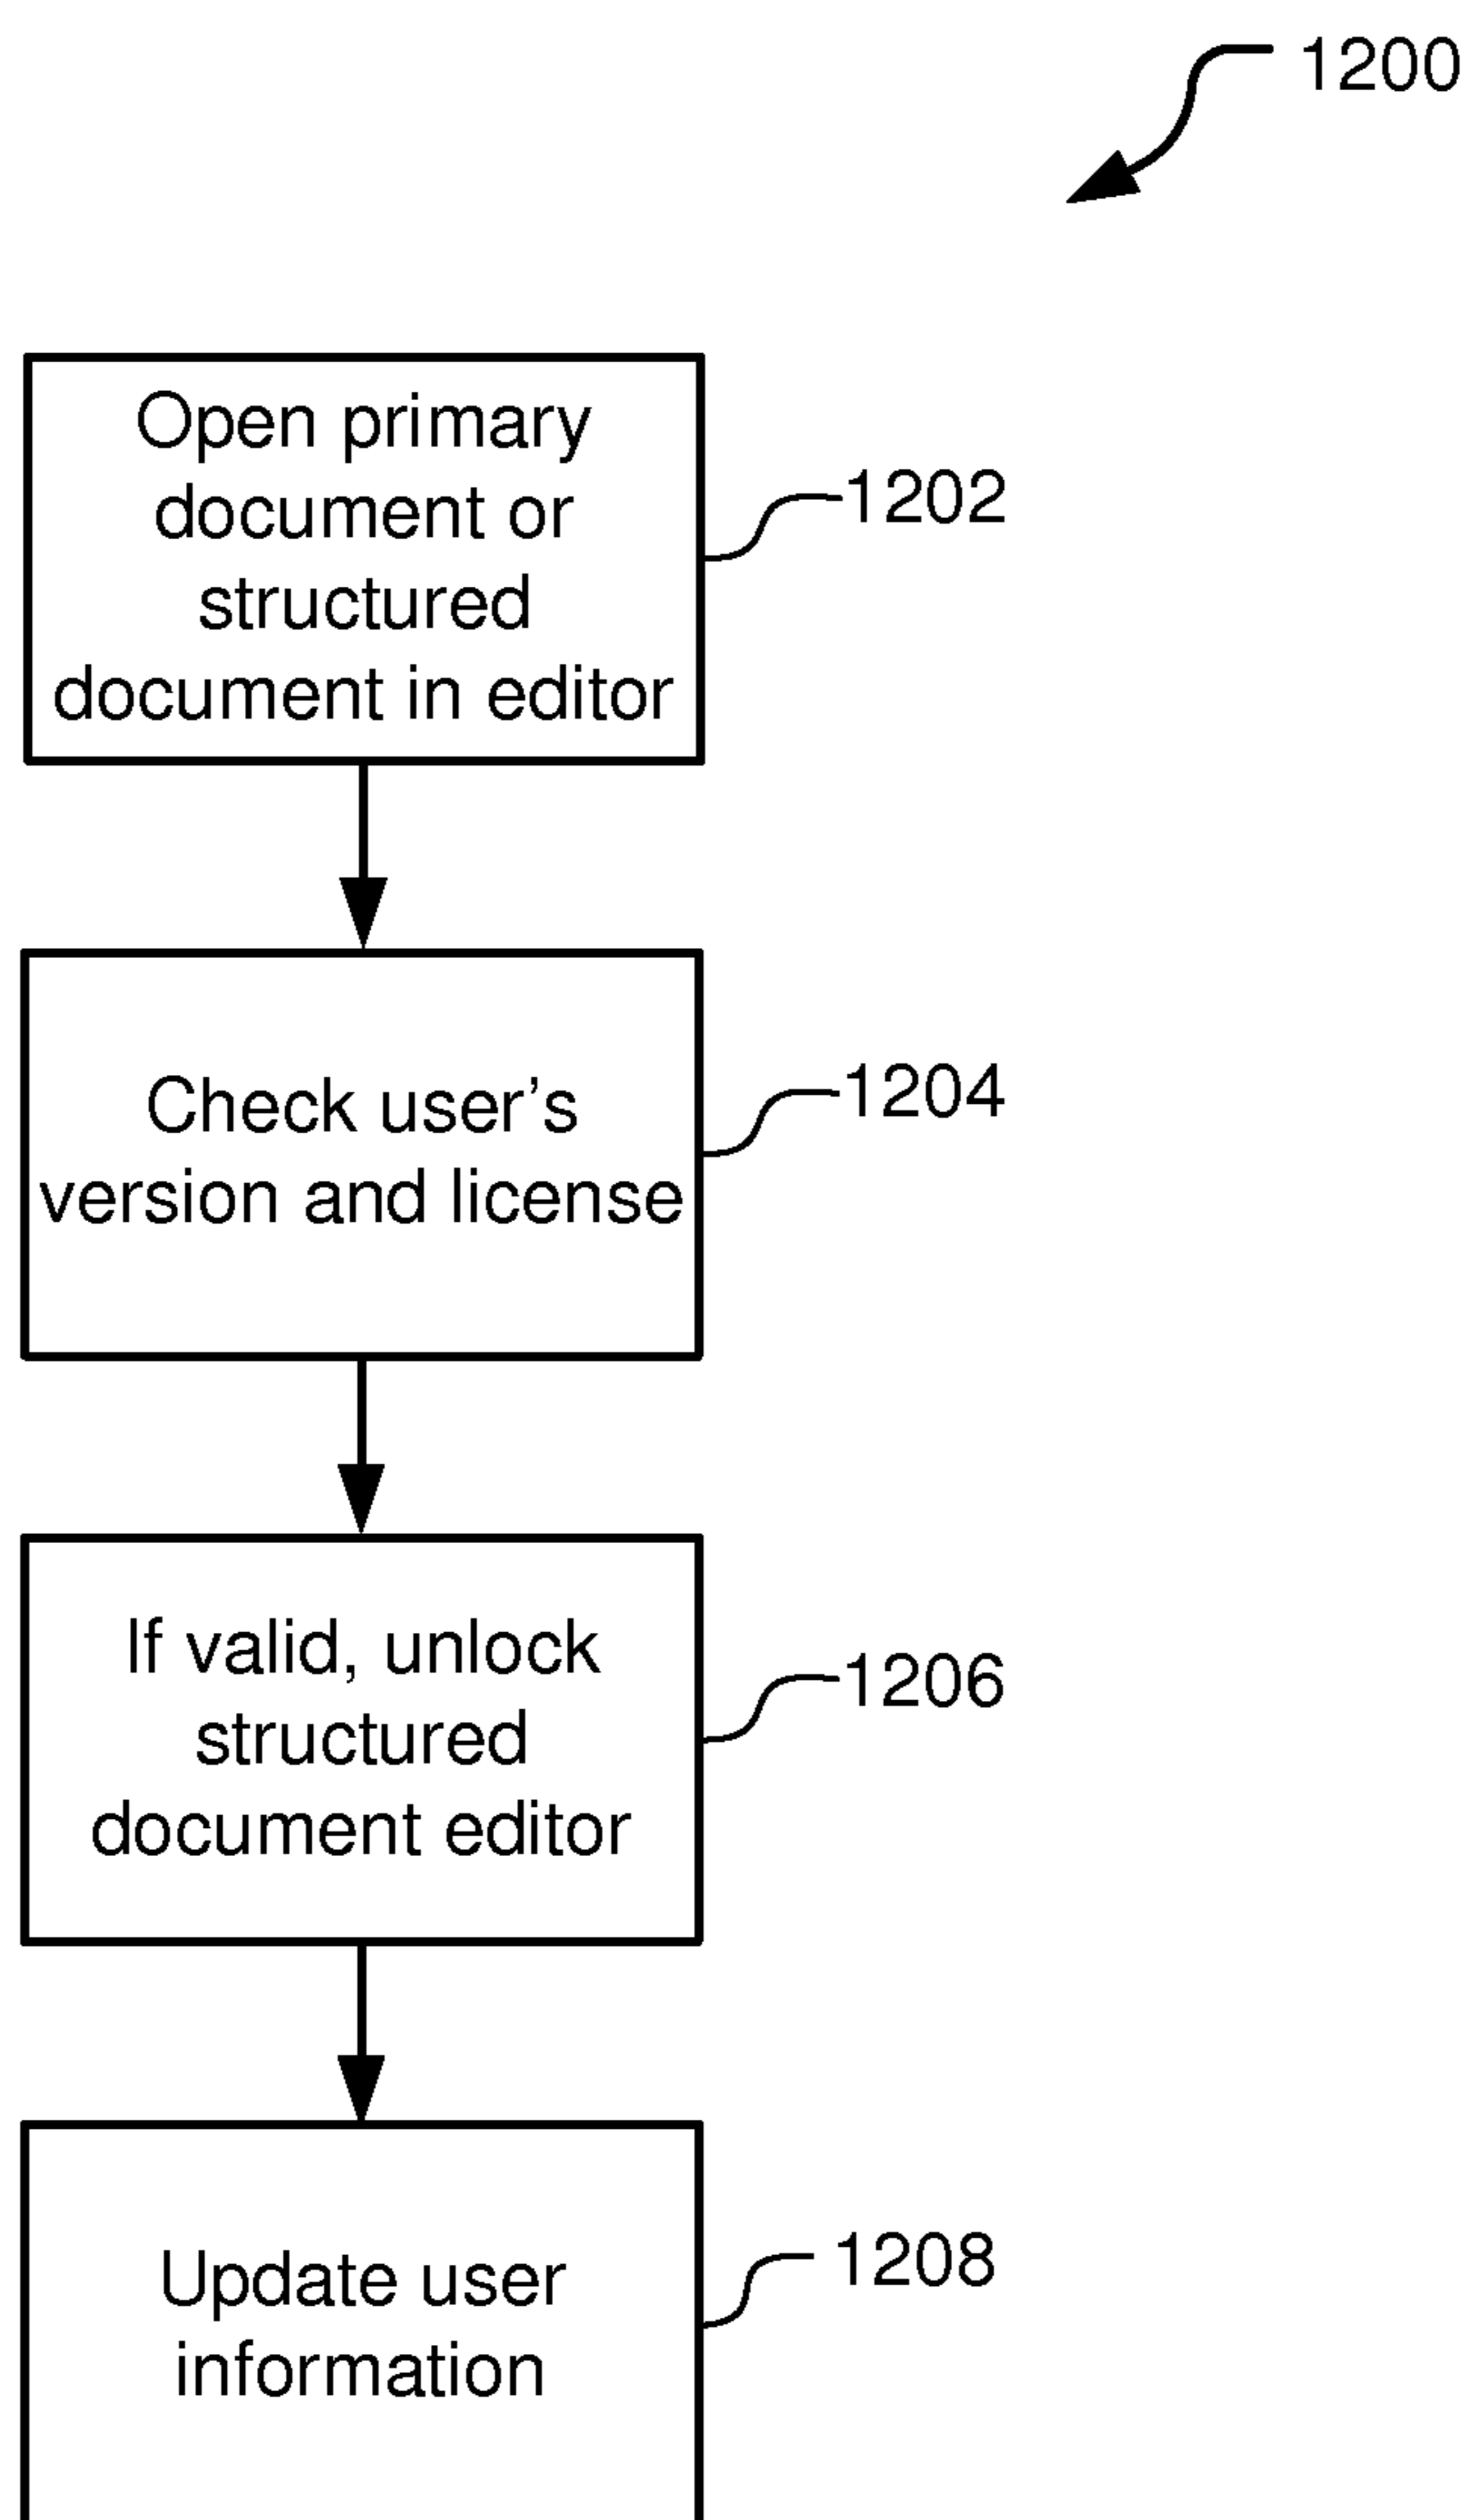 1200
Open primary
document or
structured
document in editor
1202
Check user's
version and license
1204
If valid, unlock
structured
document editor
1206
Update user
information
1208